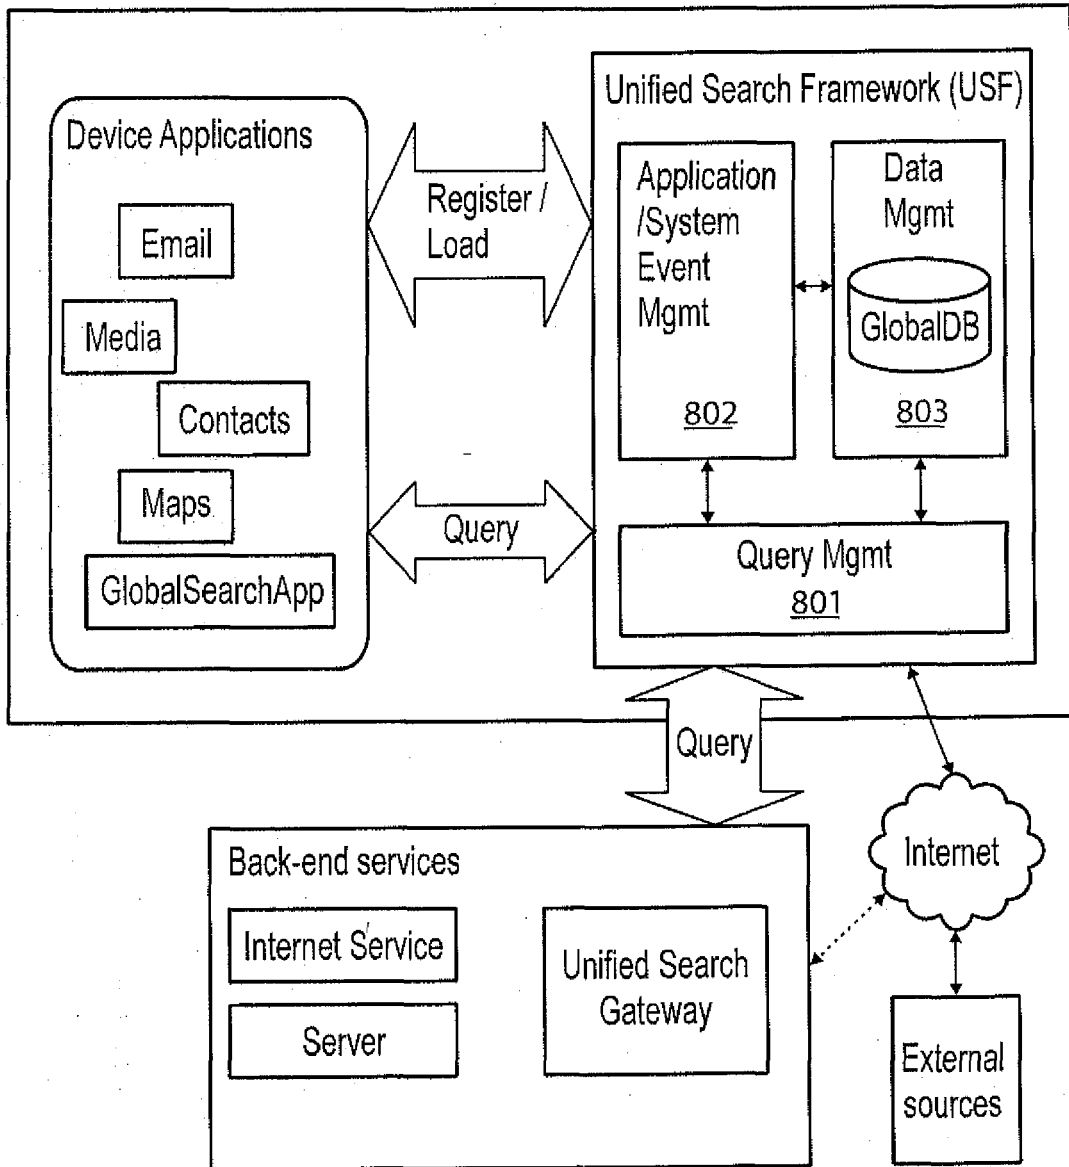 Unified Search Framework (USF)
Device Applications
Email
Media
Contacts
Maps
GlobalSearchApp
Register /
Load
Query
Application
/System
Event
Mgmt
802
Data
Mgmt
GlobalDB
803
Query Mgmt
801
Query
Back-end services
Internet Service
Server
Unified Search
Gateway
Internet
External
sources